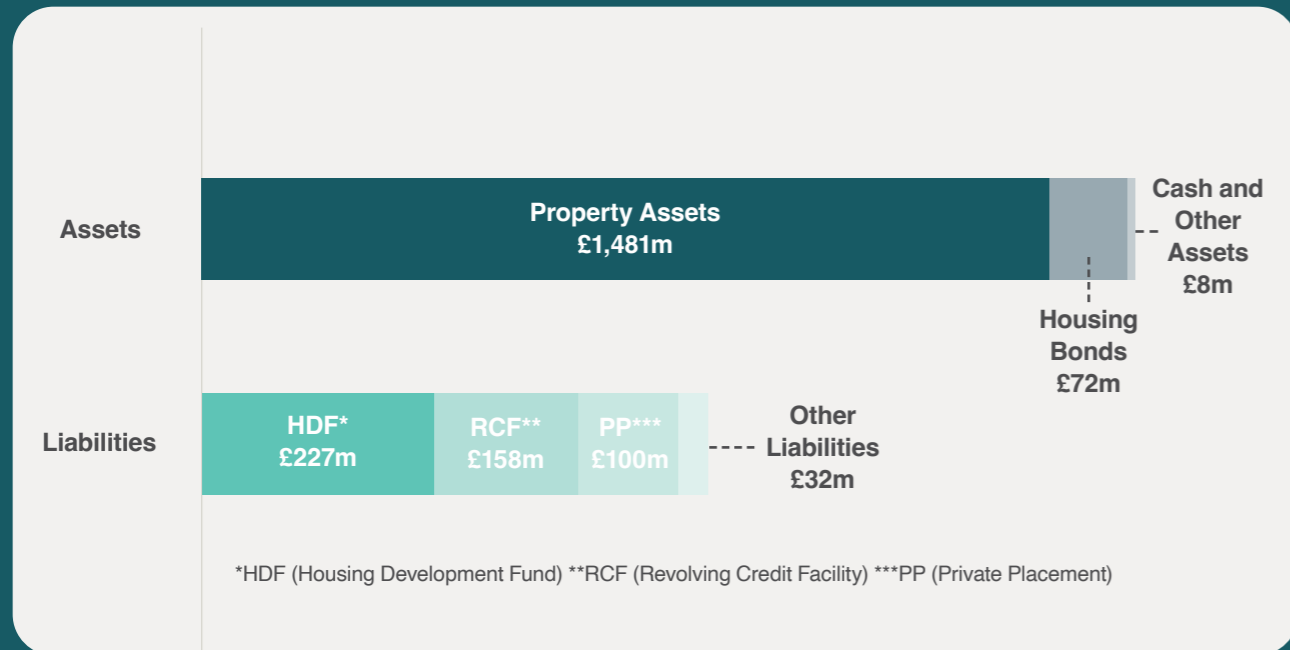 Assets
Property Assets
£1,481m
Cash and
Other
Assets
£8m
Housing
Bonds
£72m
Liabilities
HDF*
£227m
RCF**
£158m
PP***
£100m
Other
Liabilities
£32m
*HDF (Housing Development Fund) **RCF (Revolving Credit Facility) ***PP (Private Placement)